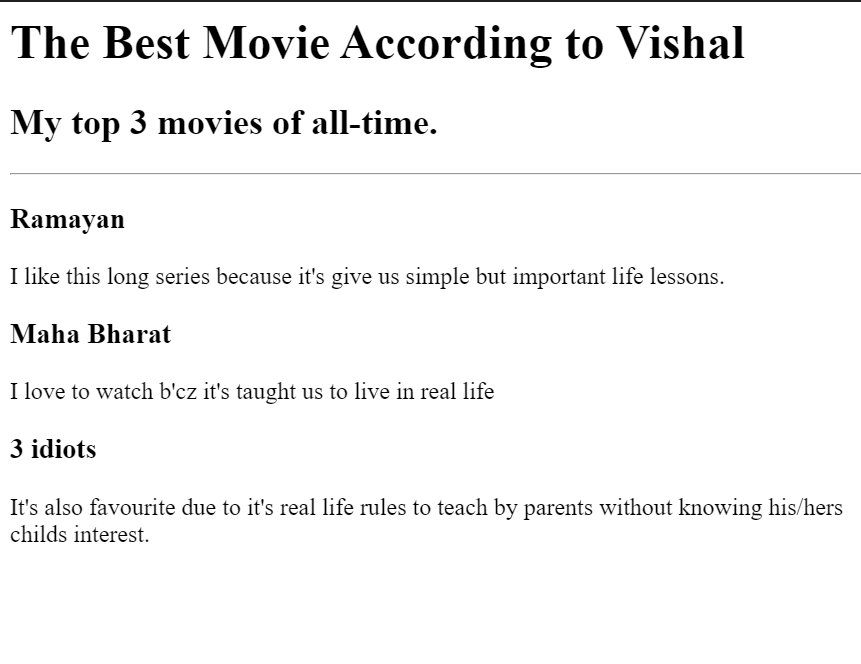 The Best Movie According to Vishal
My top 3 movies of all-time.
Ramayan
I like this long series because it's give us simple but important life lessons.
Maha Bharat
I love to watch b'cz it's taught us to live in real life
3 idiots
It's also favourite due to it's real life rules to teach by parents without knowing his/hers
childs interest.